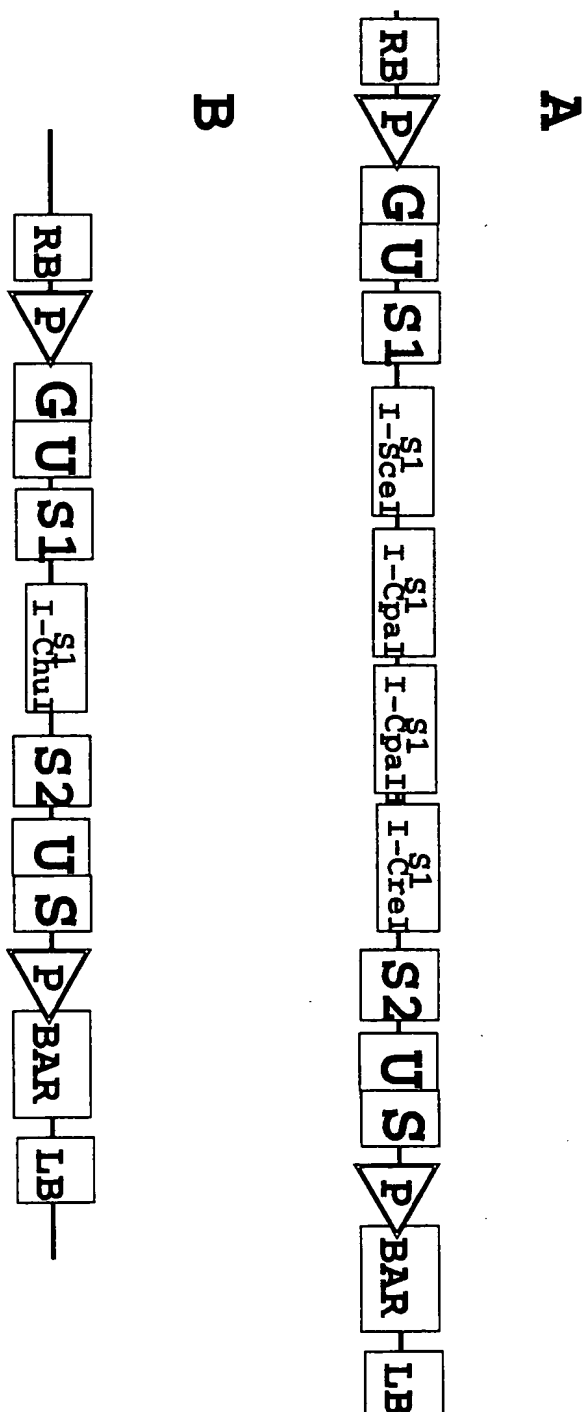 A
RB
P
G
U
S1
S1
I-SceI
S1
I-CpaI
S1
I-CpaII
S1
I-CreI
S2
U
S
P
BAR
LB
B
RB
P
G
U
S1
S1
I-ChuI
S2
U
S
P
BAR
LB